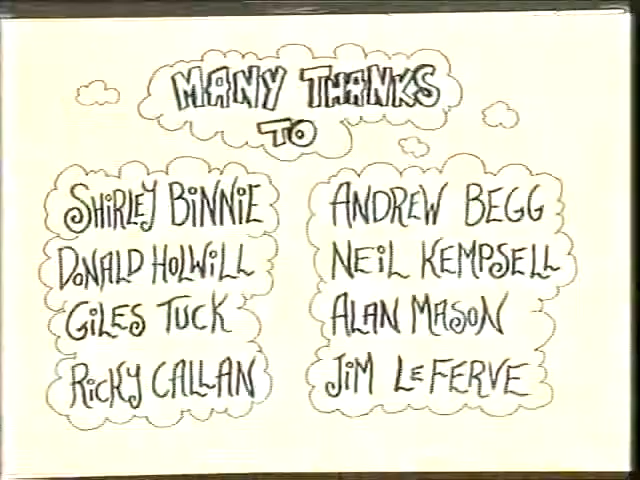 MANY THANKS
TO
SHIRLEY BINNIE
DONALD HOLWILL
GILES TUCK
RICKY CALLAN
ANDREW BEGG
NEIL KEMPSELL
ALAN MASON
JIM LEFERVE